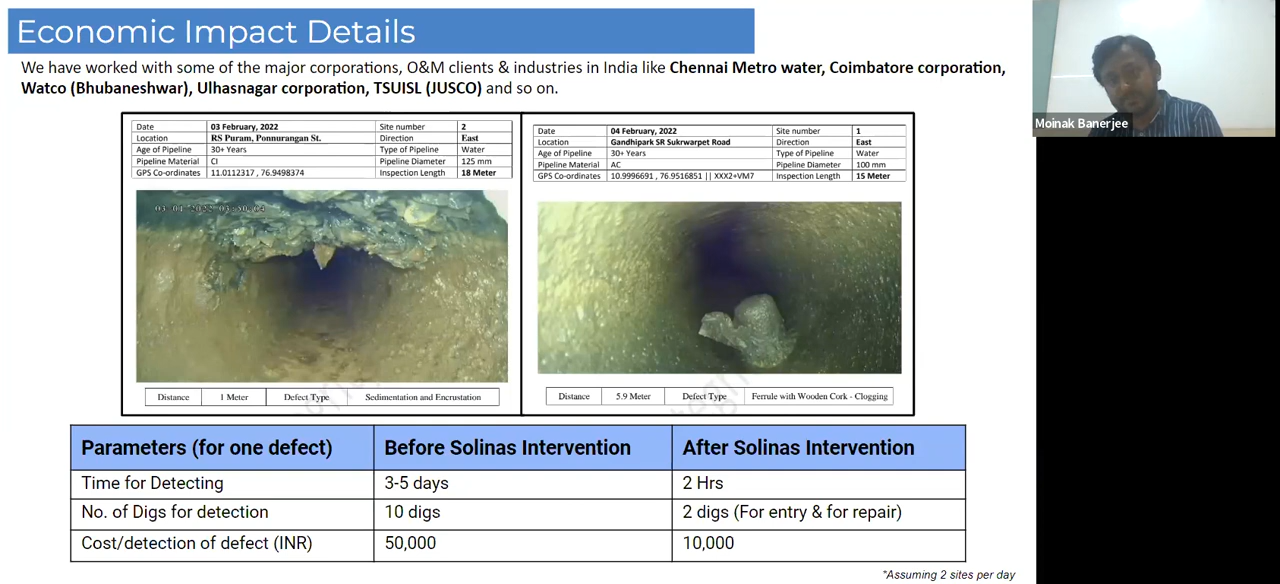 Economic Impact Details
We have worked with some of the major corporations, O&M clients & industries in India like Chennai Metro water, Coimbatore corporation,
Watco (Bhubaneshwar), Ulhasnagar corporation, TSUISL (JUSCO) and so on.
Moinak Banerjee
Date 03 February, 2022 Site number 2
Location RS Puram, Ponnurangan St. Direction East
Age of Pipeline 30+ Years Type of Pipeline Water
Pipeline Material CI Pipeline Diameter 125 mm
GPS Co-ordinates 11.0112317 , 76.9498374 Inspection Length 18 Meter
Distance 1 Meter Defect Type Sedimentation and Encrustation
Date 04 February, 2022 Site number 1
Location Gandhipark SR Sukrwarpet Road Direction East
Age of Pipeline 30+ Years Type of Pipeline Water
Pipeline Material AC Pipeline Diameter 100 mm
GPS Co-ordinates 10.9996691 , 76.9516851 || XXX2+VM7 Inspection Length 15 Meter
Distance 5.9 Meter Defect Type Ferrule with Wooden Cork - Clogging
Parameters (for one defect) Before Solinas Intervention After Solinas Intervention
Time for Detecting 3-5 days 2 Hrs
No. of Digs for detection 10 digs 2 digs (For entry & for repair)
Cost/detection of defect (INR) 50,000 10,000
*Assuming 2 sites per day